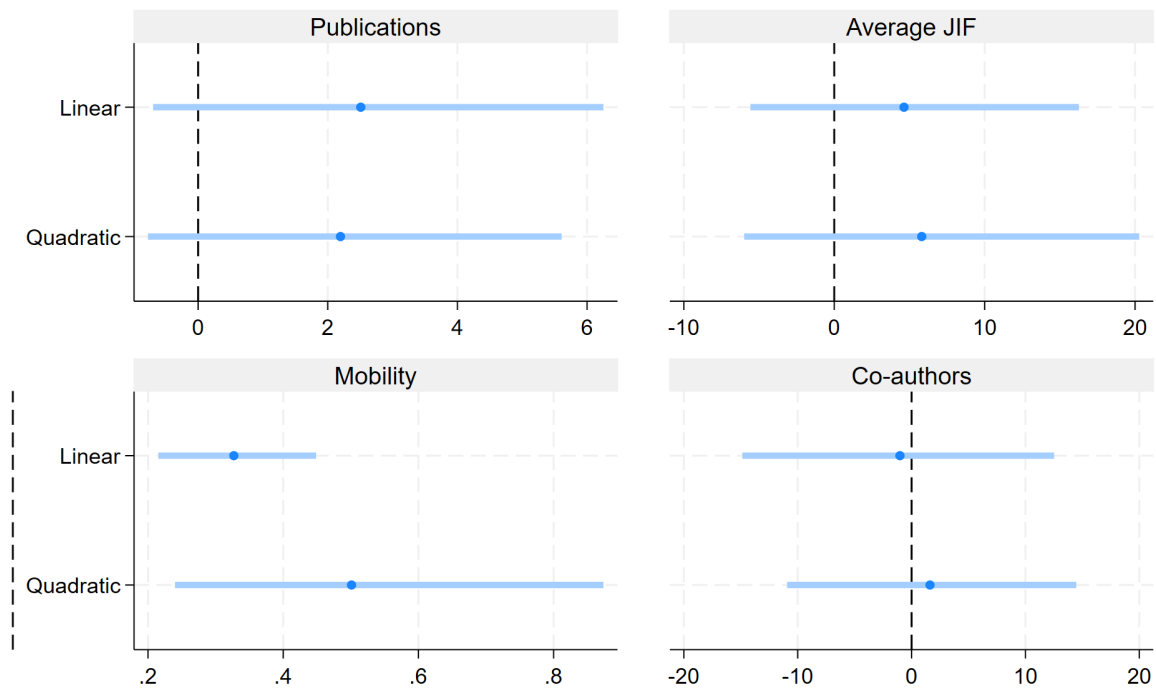 Publications
Average JIF
Linear
Quadratic
0 2 4 6
-10 0 10 20
Mobility
Co-authors
Linear
Quadratic
.2 .4 .6 .8
-20 -10 0 10 20